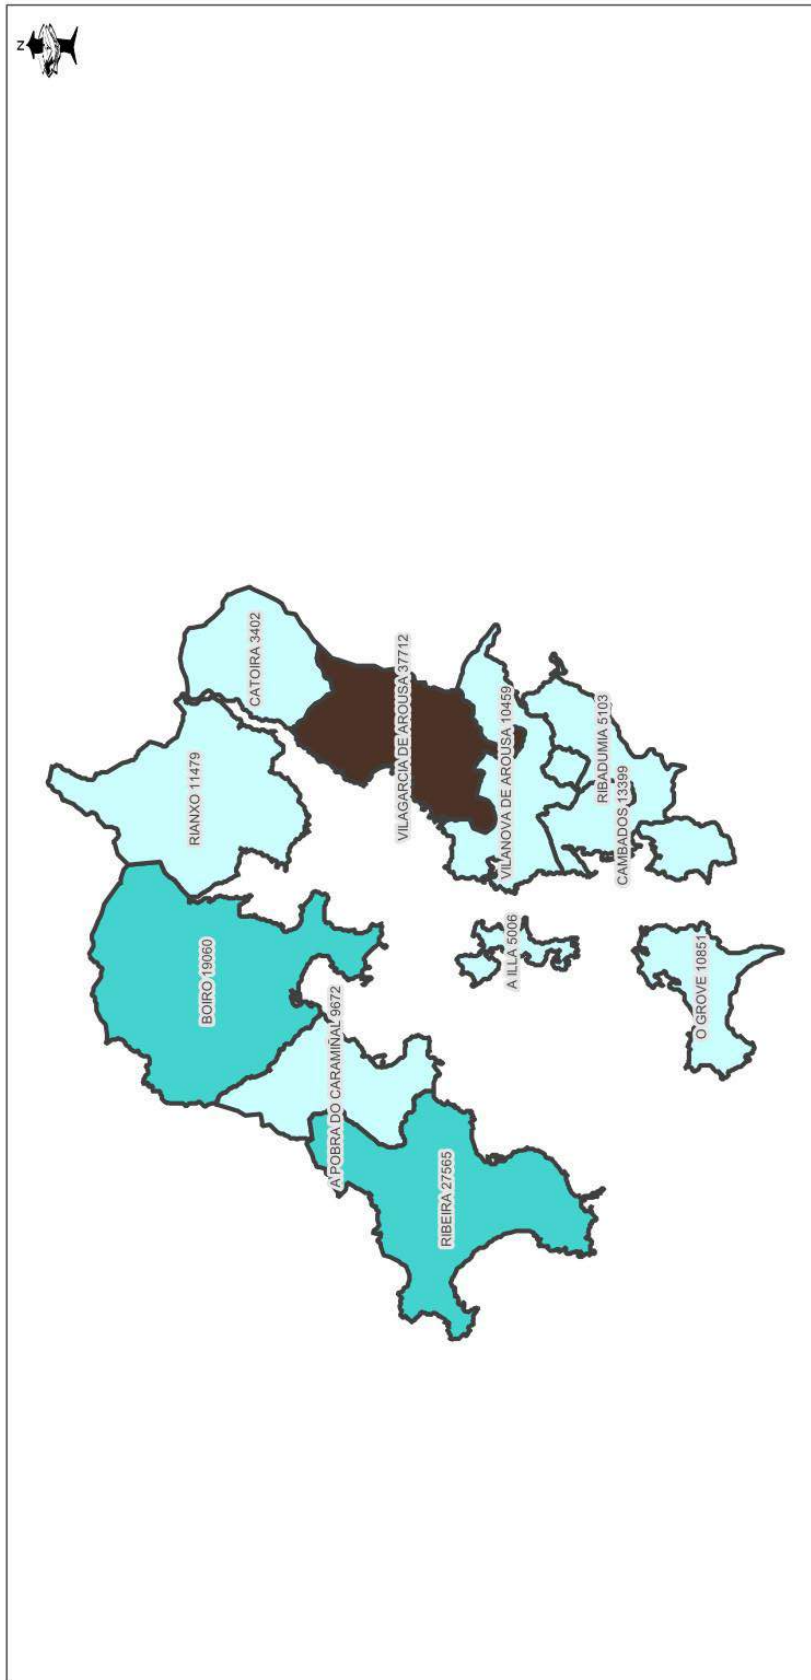 N
RIANXO 11479
CATOIRA 3402
BOIRO 19060
A POBRA DO CARAMIÑAL 9672
VILAGARCIA DE AROUSA 37712
RIBEIRA 27565
VILANOVA DE AROUSA 10459
A ILLA 5006
RIBADUMIA 5103
CAMBADOS 13399
O GROVE 10851